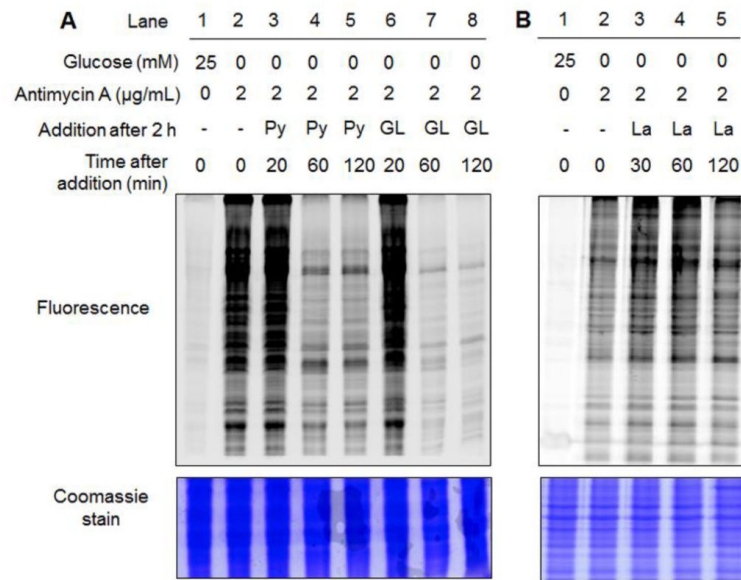 A Lane 1 2 3 4 5 6 7 8
Glucose (mM) 25 0 0 0 0 0 0 0
Antimycin A (µg/mL) 0 2 2 2 2 2 2 2
Addition after 2 h - - Py Py Py GL GL GL
Time after addition (min) 0 0 20 60 120 20 60 120
Fluorescence
Coomassie stain
B 1 2 3 4 5
25 0 0 0 0
0 2 2 2 2
- - La La La
0 0 30 60 120